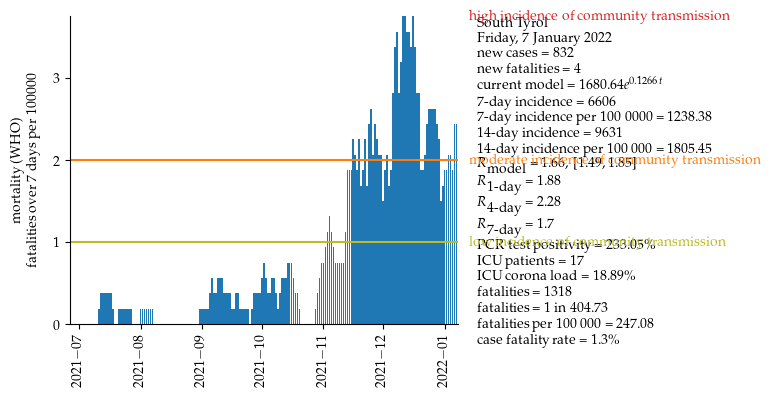 high incidence of community transmission
South Tyrol
Friday, 7 January 2022
new cases = 832
new fatalities = 4
current model = 1680.64e^0.1266 t
7-day incidence = 6606
7-day incidence per 100 0000 = 1238.38
14-day incidence = 9631
14-day incidence per 100 000 = 1805.45
moderate incidence of community transmission
R model = 1.66, [1.49, 1.85]
R 1-day = 1.88
R 4-day = 2.28
R 7-day = 1.7
low incidence of community transmission
PCR test positivity = 233.05%
ICU patients = 17
ICU corona load = 18.89%
fatalities = 1318
fatalities = 1 in 404.73
fatalities per 100 000 = 247.08
case fatality rate = 1.3%
mortality (WHO)
fatalities over 7 days per 100000
3
2
1
0
2021−07
2021−08
2021−09
2021−10
2021−11
2021−12
2022−01